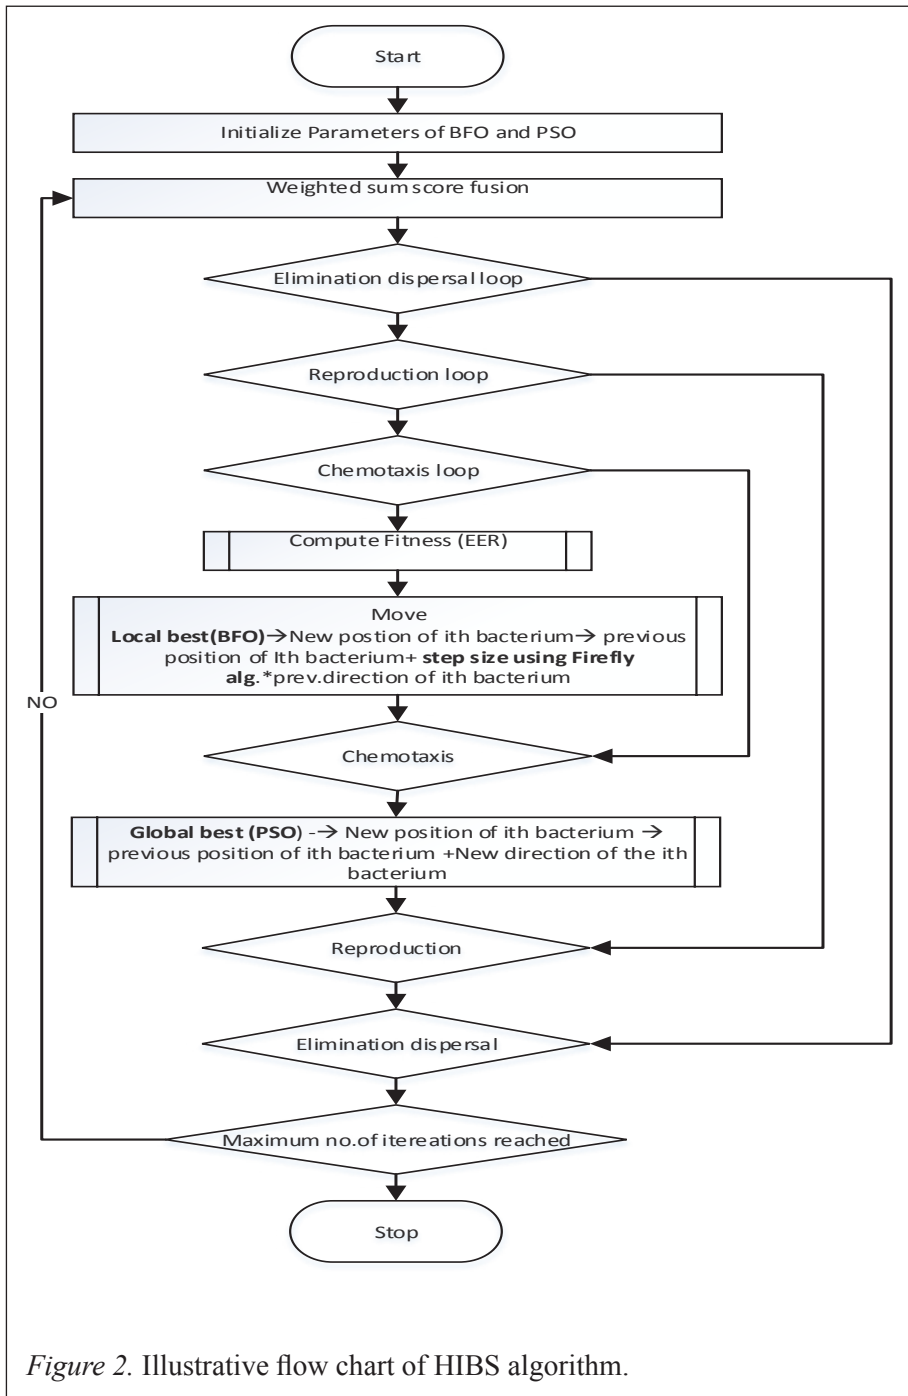 Start
Initialize Parameters of BFO and PSO
Weighted sum score fusion
Elimination dispersal loop
Reproduction loop
Chemotaxis loop
Compute Fitness (EER)
Move
Local best(BFO)→New postion of ith bacterium→ previous
position of Ith bacterium+ step size using Firefly
alg.*prev.direction of ith bacterium
NO
Chemotaxis
Global best (PSO) -→ New position of ith bacterium →
previous position of ith bacterium +New direction of the ith
bacterium
Reproduction
Elimination dispersal
Maximum no.of itereations reached
Stop
Figure 2. Illustrative flow chart of HIBS algorithm.